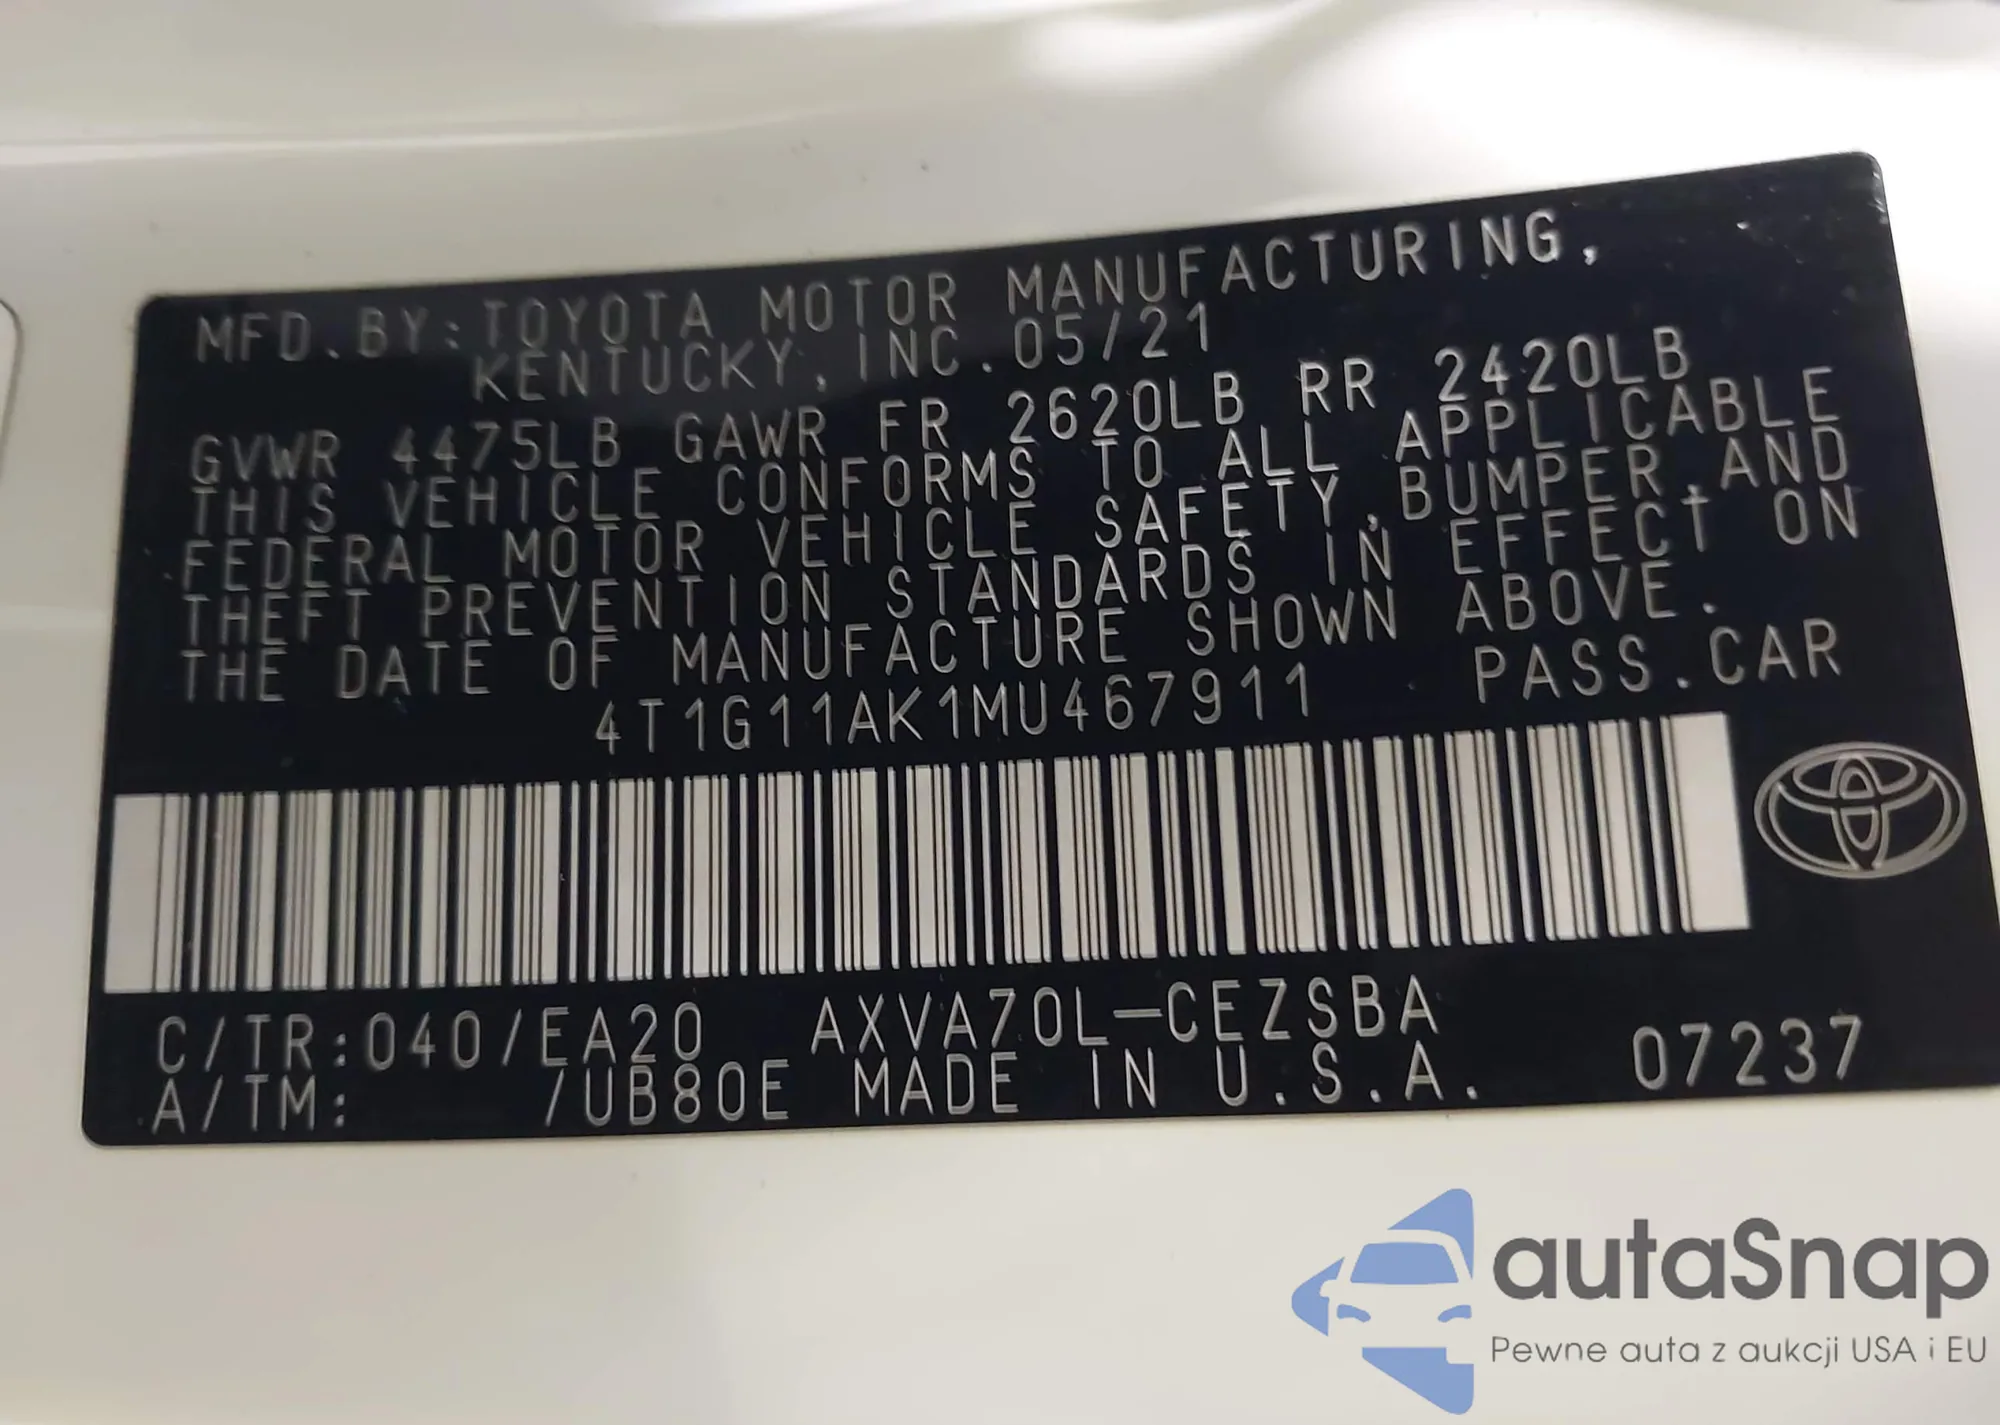 MFD.BY:TOYOTA MOTOR MANUFACTURING,
KENTUCKY, INC. 05/21
GVWR 4475LB GAWR FR 2620LB RR 2420LB
THIS VEHICLE CONFORMS TO ALL APPLICABLE
FEDERAL MOTOR VEHICLE SAFETY,BUMPER,AND
THEFT PREVENTION STANDARDS IN EFFECT ON
THE DATE OF MANUFACTURE SHOWN ABOVE.
4T1G11AK1MU467911 PASS.CAR
C/TR:040/EA20 AXVA70L-CEZSBA
A/TM: /UB80E MADE IN U.S.A. 07237
autaSnap
Pewne auta z aukcji USA i EU